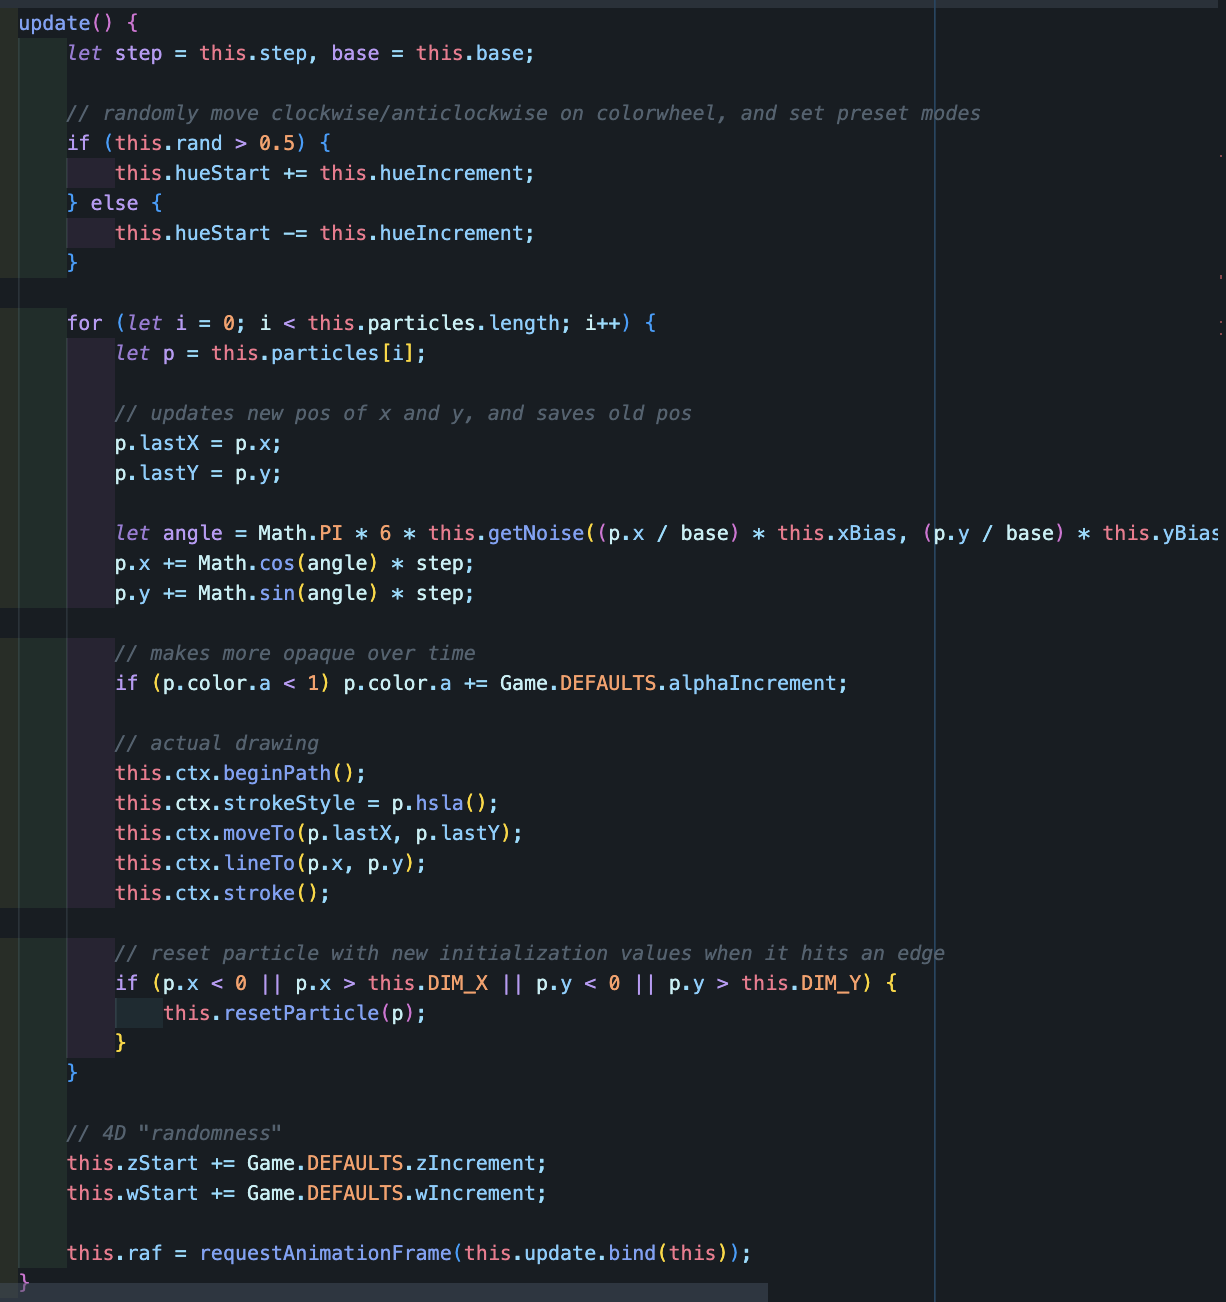 update() {
let step = this.step, base = this.base;
// randomly move clockwise/anticlockwise on colorwheel, and set preset modes
if (this.rand > 0.5) {
this.hueStart += this.hueIncrement;
} else {
this.hueStart -= this.hueIncrement;
}
for (let i = 0; i < this.particles.length; i++) {
let p = this.particles[i];
// updates new pos of x and y, and saves old pos
p.lastX = p.x;
p.lastY = p.y;
let angle = Math.PI * 6 * this.getNoise((p.x / base) * this.xBias, (p.y / base) * this.yBias
p.x += Math.cos(angle) * step;
p.y += Math.sin(angle) * step;
// makes more opaque over time
if (p.color.a < 1) p.color.a += Game.DEFAULTS.alphaIncrement;
// actual drawing
this.ctx.beginPath();
this.ctx.strokeStyle = p.hsla();
this.ctx.moveTo(p.lastX, p.lastY);
this.ctx.lineTo(p.x, p.y);
this.ctx.stroke();
// reset particle with new initialization values when it hits an edge
if (p.x < 0 || p.x > this.DIM_X || p.y < 0 || p.y > this.DIM_Y) {
this.resetParticle(p);
}
}
// 4D "randomness"
this.zStart += Game.DEFAULTS.zIncrement;
this.wStart += Game.DEFAULTS.wIncrement;
this.raf = requestAnimationFrame(this.update.bind(this));
}